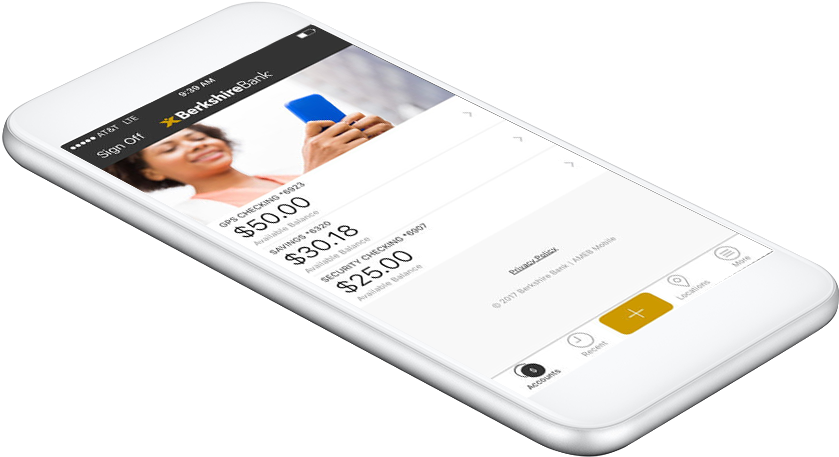 ●●●●● AT&T LTE 9:39 AM
Sign Off BerkshireBank
GPS CHECKING *6923
$50.00
Available Balance
SAVINGS *6320
$30.18
Available Balance
SECURITY CHECKING *6907
$25.00
Available Balance
Privacy Policy
© 2017 Berkshire Bank | AMEB Mobile
Accounts Recent + Locations More